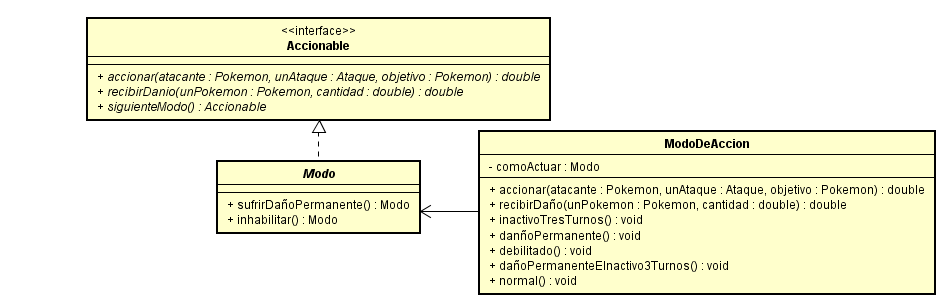 <<interface>>
Accionable
+ accionar(atacante : Pokemon, unAtaque : Ataque, objetivo : Pokemon) : double
+ recibirDanio(unPokemon : Pokemon, cantidad : double) : double
+ siguienteModo() : Accionable
Modo
+ sufrirDañoPermanente() : Modo
+ inhabilitar() : Modo
ModoDeAccion
- comoActuar : Modo
+ accionar(atacante : Pokemon, unAtaque : Ataque, objetivo : Pokemon) : double
+ recibirDaño(unPokemon : Pokemon, cantidad : double) : double
+ inactivoTresTurnos() : void
+ danñoPermanente() : void
+ debilitado() : void
+ dañoPermanenteEInactivo3Turnos() : void
+ normal() : void